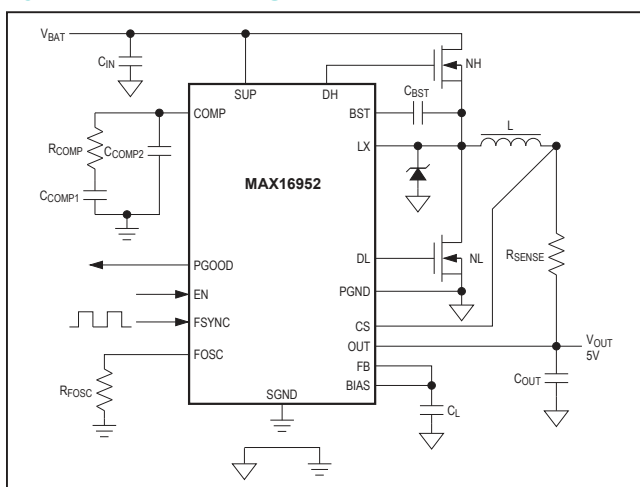 VBAT
CIN
NH
SUP
DH
CBST
COMP
BST
L
RCOMP
CCOMP2
LX
MAX16952
CCOMP1
DL
NL
RSENSE
PGOOD
PGND
EN
CS
FSYNC
OUT
VOUT
5V
FOSC
FB
COUT
RFOSC
SGND
BIAS
CL